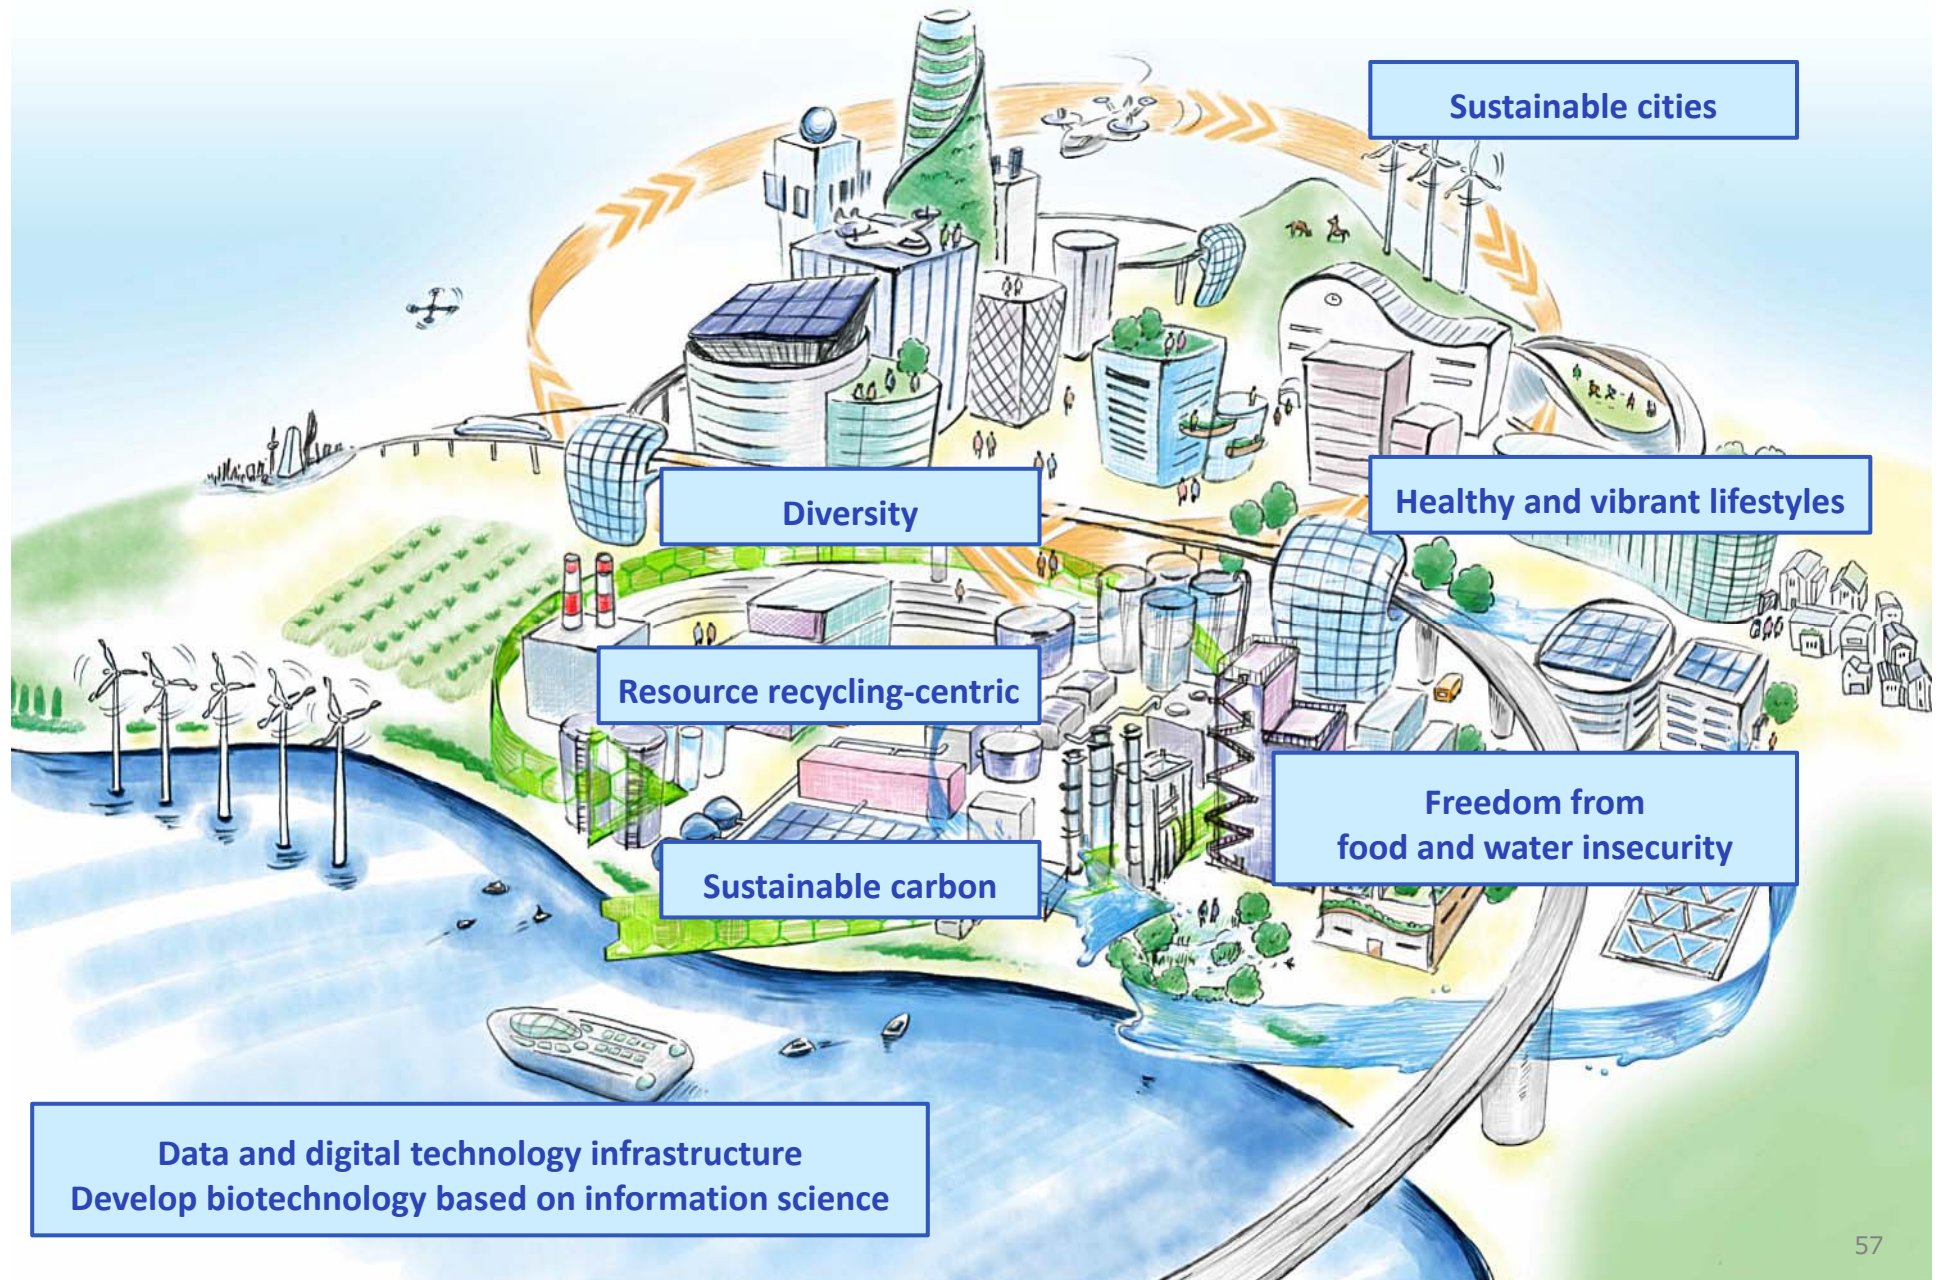 Sustainable cities
Diversity
Healthy and vibrant lifestyles
Resource recycling-centric
Freedom from
food and water insecurity
Sustainable carbon
Data and digital technology infrastructure
Develop biotechnology based on information science
57